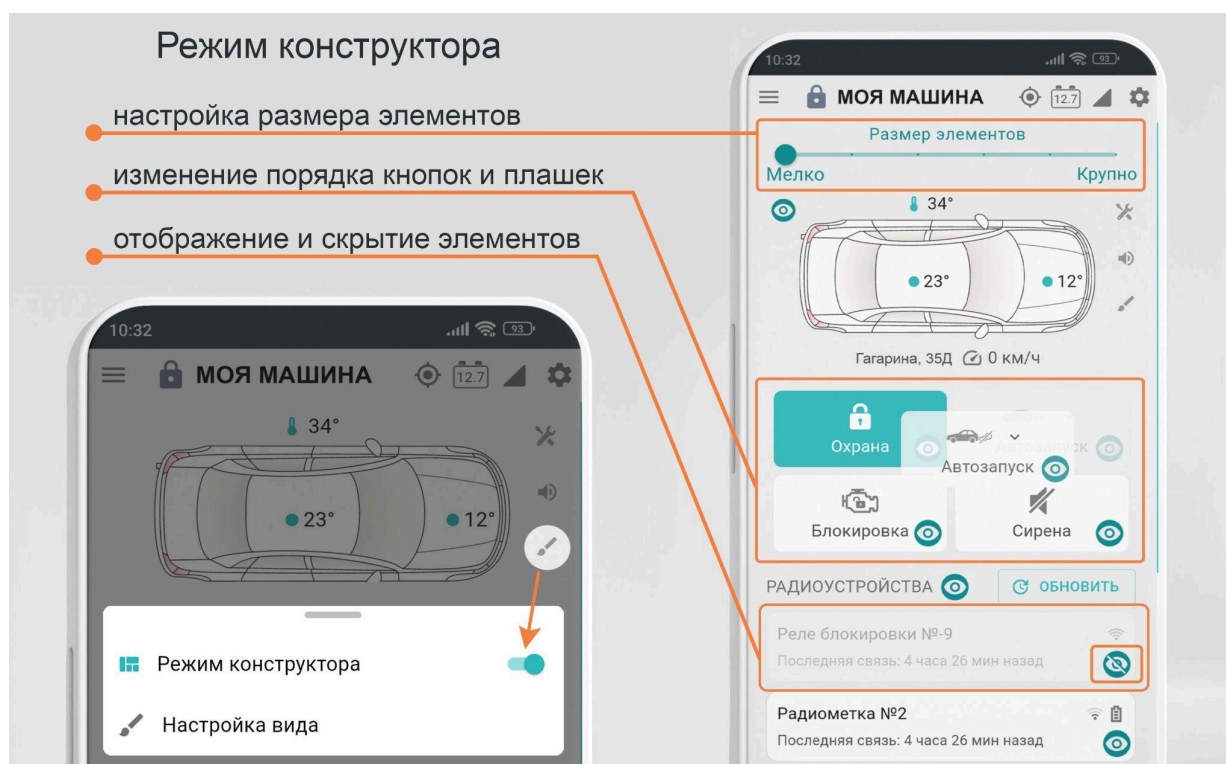 Режим конструктора
настройка размера элементов
изменение порядка кнопок и плашек
отображение и скрытие элементов
10:32
93
МОЯ МАШИНА
12.7
34°
23°
12°
Режим конструктора
Настройка вида
10:32
93
МОЯ МАШИНА
12.7
Размер элементов
Мелко
Крупно
34°
23°
12°
Гагарина, 35Д 0 км/ч
Охрана
Автозапуск
Автозапуск
Блокировка
Сирена
РАДИОУСТРОЙСТВА
ОБНОВИТЬ
Реле блокировки №-9
Последняя связь: 4 часа 26 мин назад
Радиометка №2
Последняя связь: 4 часа 26 мин назад